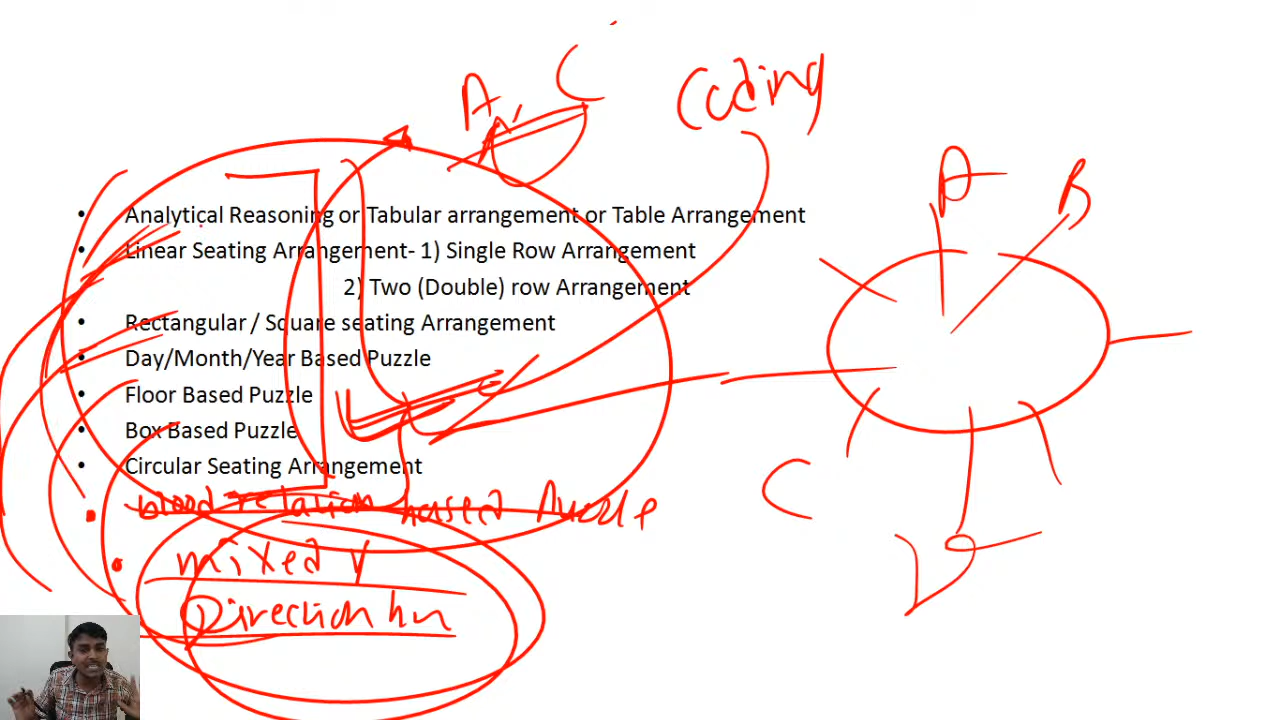 A, C
Coding
A
B
• Analytical Reasoning or Tabular arrangement or Table Arrangement
• Linear Seating Arrangement- 1) Single Row Arrangement
2) Two (Double) row Arrangement
• Rectangular / Square seating Arrangement
• Day/Month/Year Based Puzzle
• Floor Based Puzzle
• Box Based Puzzle
• Circular Seating Arrangement
C
• blood relation based Puzzle
• mixed
Direction